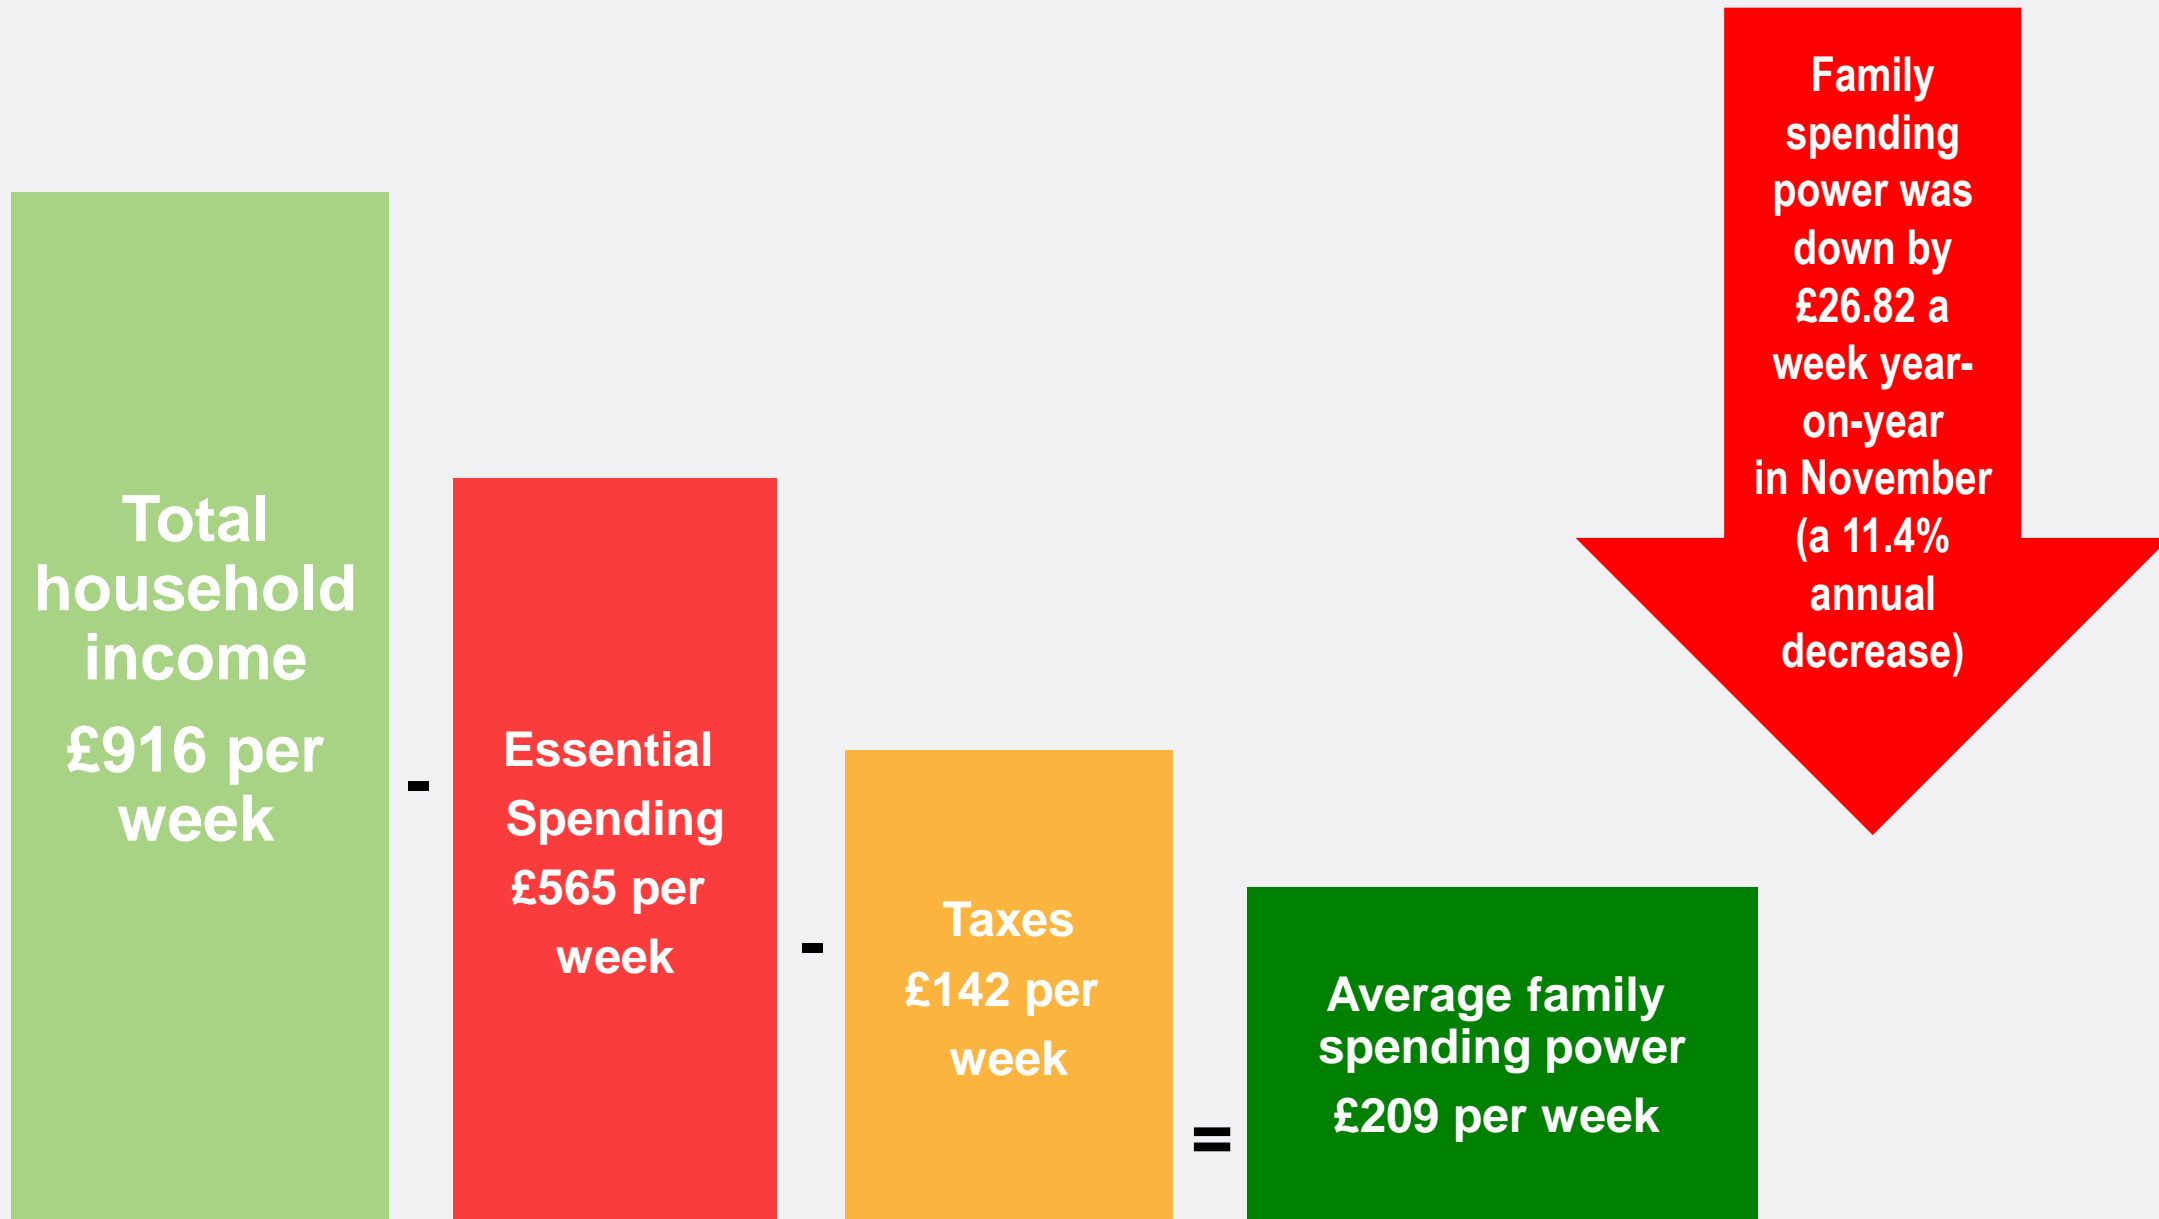 Total
household
income
£916 per
week
-
Essential
Spending
£565 per
week
-
Taxes
£142 per
week
=
Average family
spending power
£209 per week
Family
spending
power was
down by
£26.82 a
week year-
on-year
in November
(a 11.4%
annual
decrease)